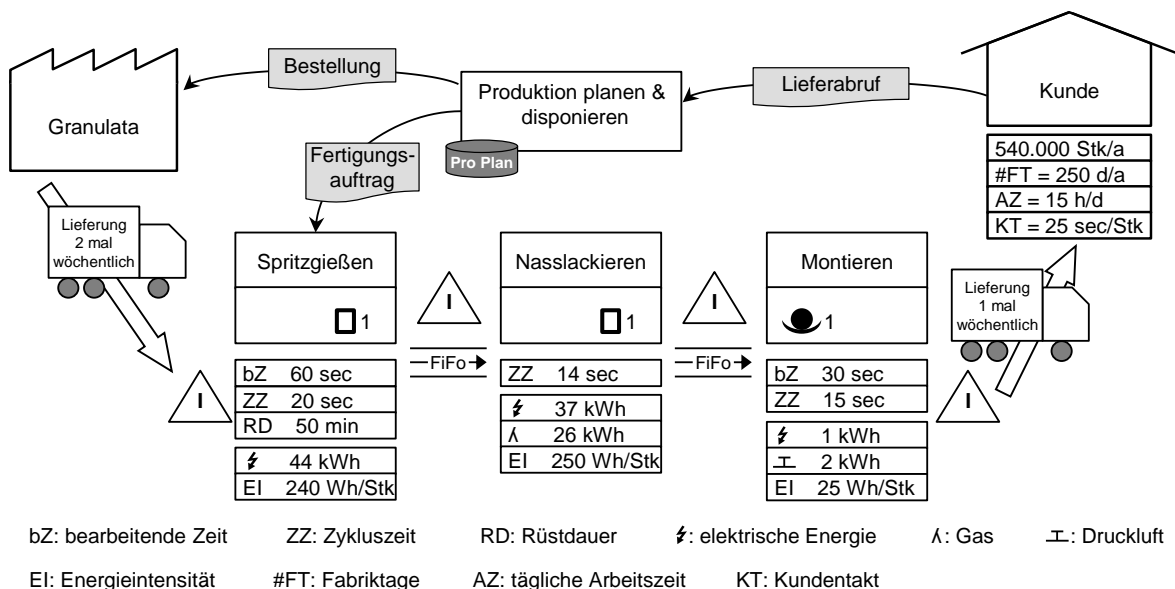 Granulata
Bestellung
Produktion planen &
disponieren
Pro Plan
Lieferabruf
Kunde
540.000 Stk/a
#FT = 250 d/a
AZ = 15 h/d
KT = 25 sec/Stk
Fertigungs-
auftrag
Lieferung
2 mal
wöchentlich
I
Spritzgießen
1
bZ 60 sec
ZZ 20 sec
RD 50 min
44 kWh
EI 240 Wh/Stk
I
FiFo
Nasslackieren
1
ZZ 14 sec
37 kWh
26 kWh
EI 250 Wh/Stk
I
FiFo
Montieren
1
bZ 30 sec
ZZ 15 sec
1 kWh
2 kWh
EI 25 Wh/Stk
I
Lieferung
1 mal
wöchentlich
bZ: bearbeitende Zeit ZZ: Zykluszeit RD: Rüstdauer : elektrische Energie : Gas : Druckluft
EI: Energieintensität #FT: Fabriktage AZ: tägliche Arbeitszeit KT: Kundentakt